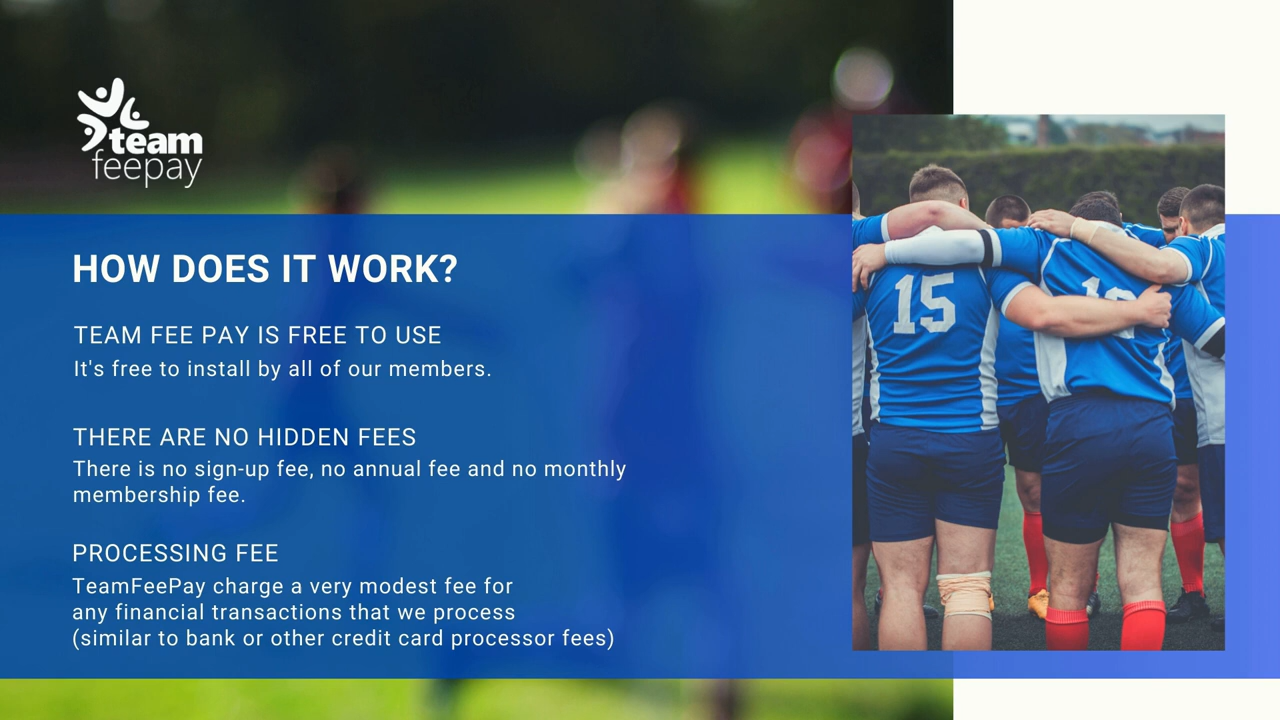 team
feepay
HOW DOES IT WORK?
TEAM FEE PAY IS FREE TO USE
It's free to install by all of our members.
THERE ARE NO HIDDEN FEES
There is no sign-up fee, no annual fee and no monthly
membership fee.
PROCESSING FEE
TeamFeePay charge a very modest fee for
any financial transactions that we process
(similar to bank or other credit card processor fees)
15